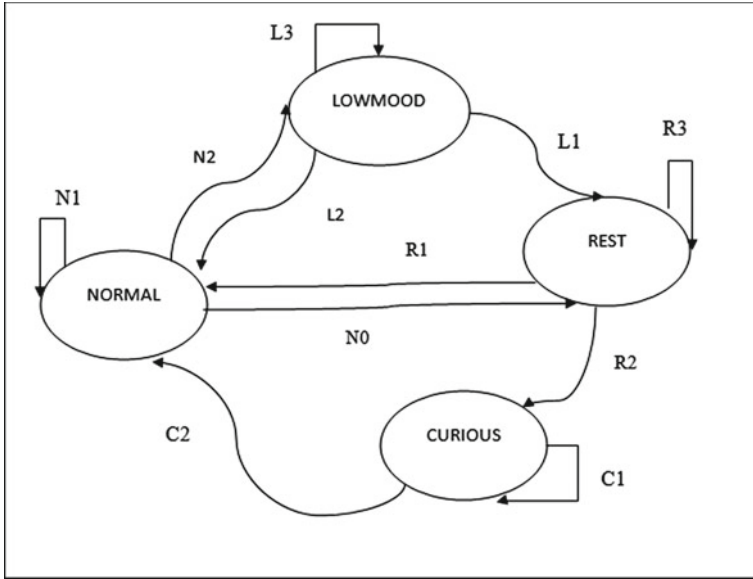 L3
LOWMOOD
N2
L1
R3
N1
L2
REST
R1
NORMAL
N0
R2
C2
CURIOUS
C1